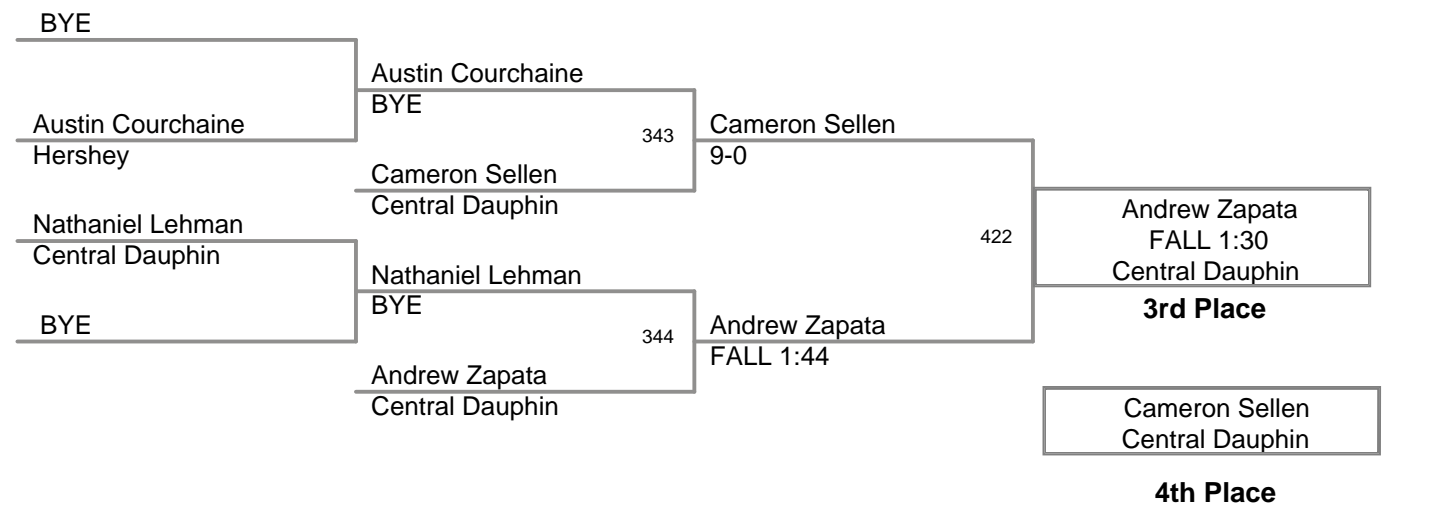 BYE
Austin Courchaine
BYE
Austin Courchaine
Hershey
343
Cameron Sellen
9-0
Cameron Sellen
Central Dauphin
Nathaniel Lehman
Central Dauphin
Andrew Zapata
FALL 1:30
Central Dauphin
422
Nathaniel Lehman
BYE
3rd Place
BYE
344
Andrew Zapata
FALL 1:44
Andrew Zapata
Central Dauphin
Cameron Sellen
Central Dauphin
4th Place